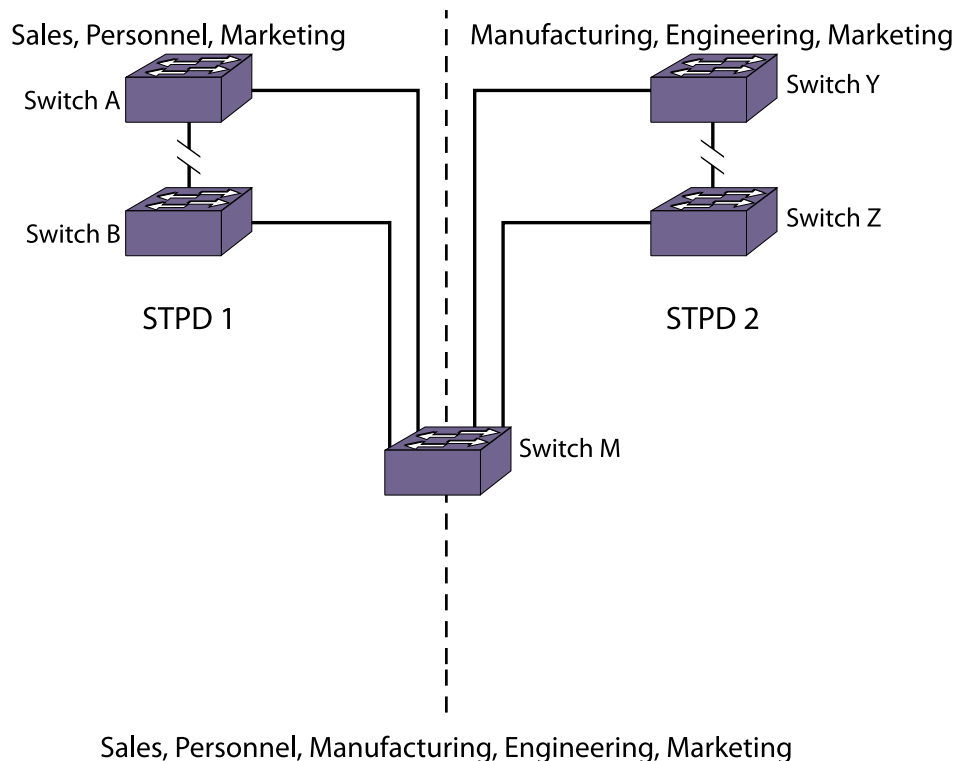 Sales, Personnel, Marketing
Manufacturing, Engineering, Marketing
Switch A
Switch Y
Switch B
Switch Z
STPD 1
STPD 2
Switch M
Sales, Personnel, Manufacturing, Engineering, Marketing